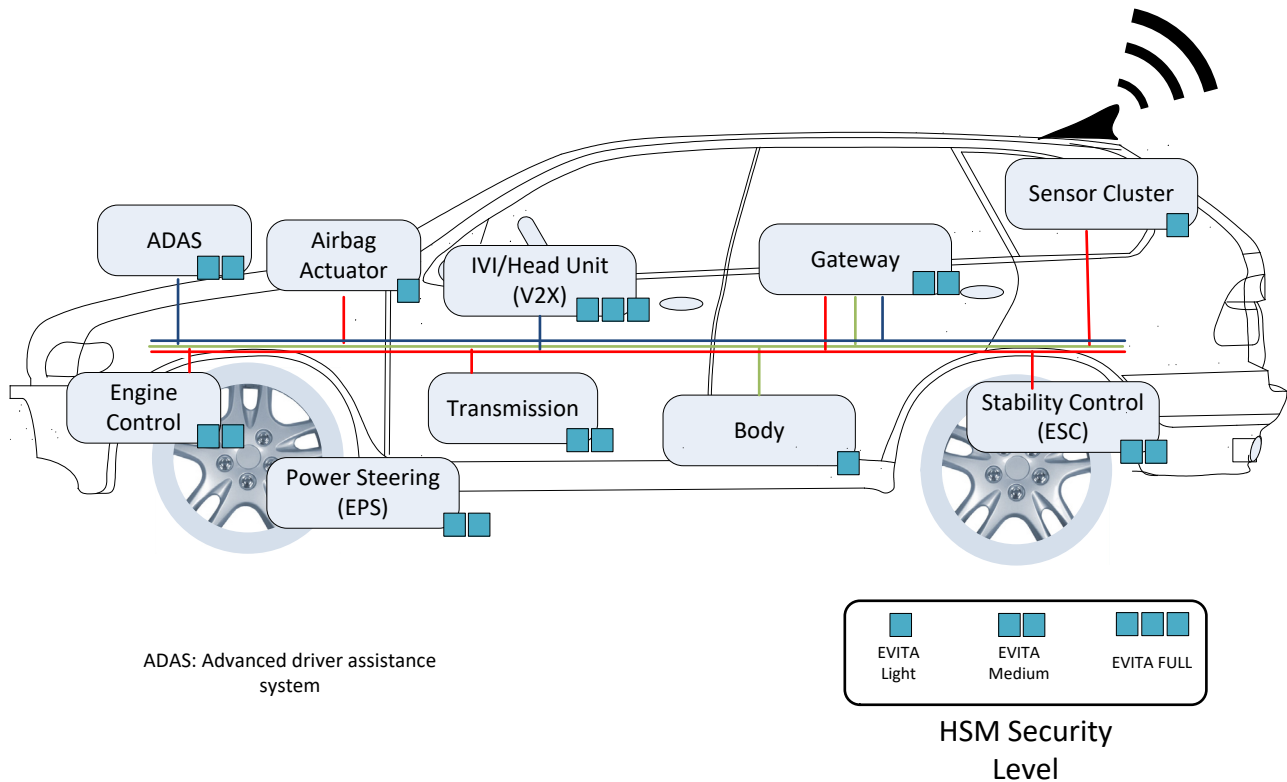 Sensor Cluster
ADAS
Airbag
Actuator
IVI/Head Unit
(V2X)
Gateway
Engine
Control
Transmission
Body
Stability Control
(ESC)
Power Steering
(EPS)
ADAS: Advanced driver assistance
system
EVITA
Light
EVITA
Medium
EVITA FULL
HSM Security
Level